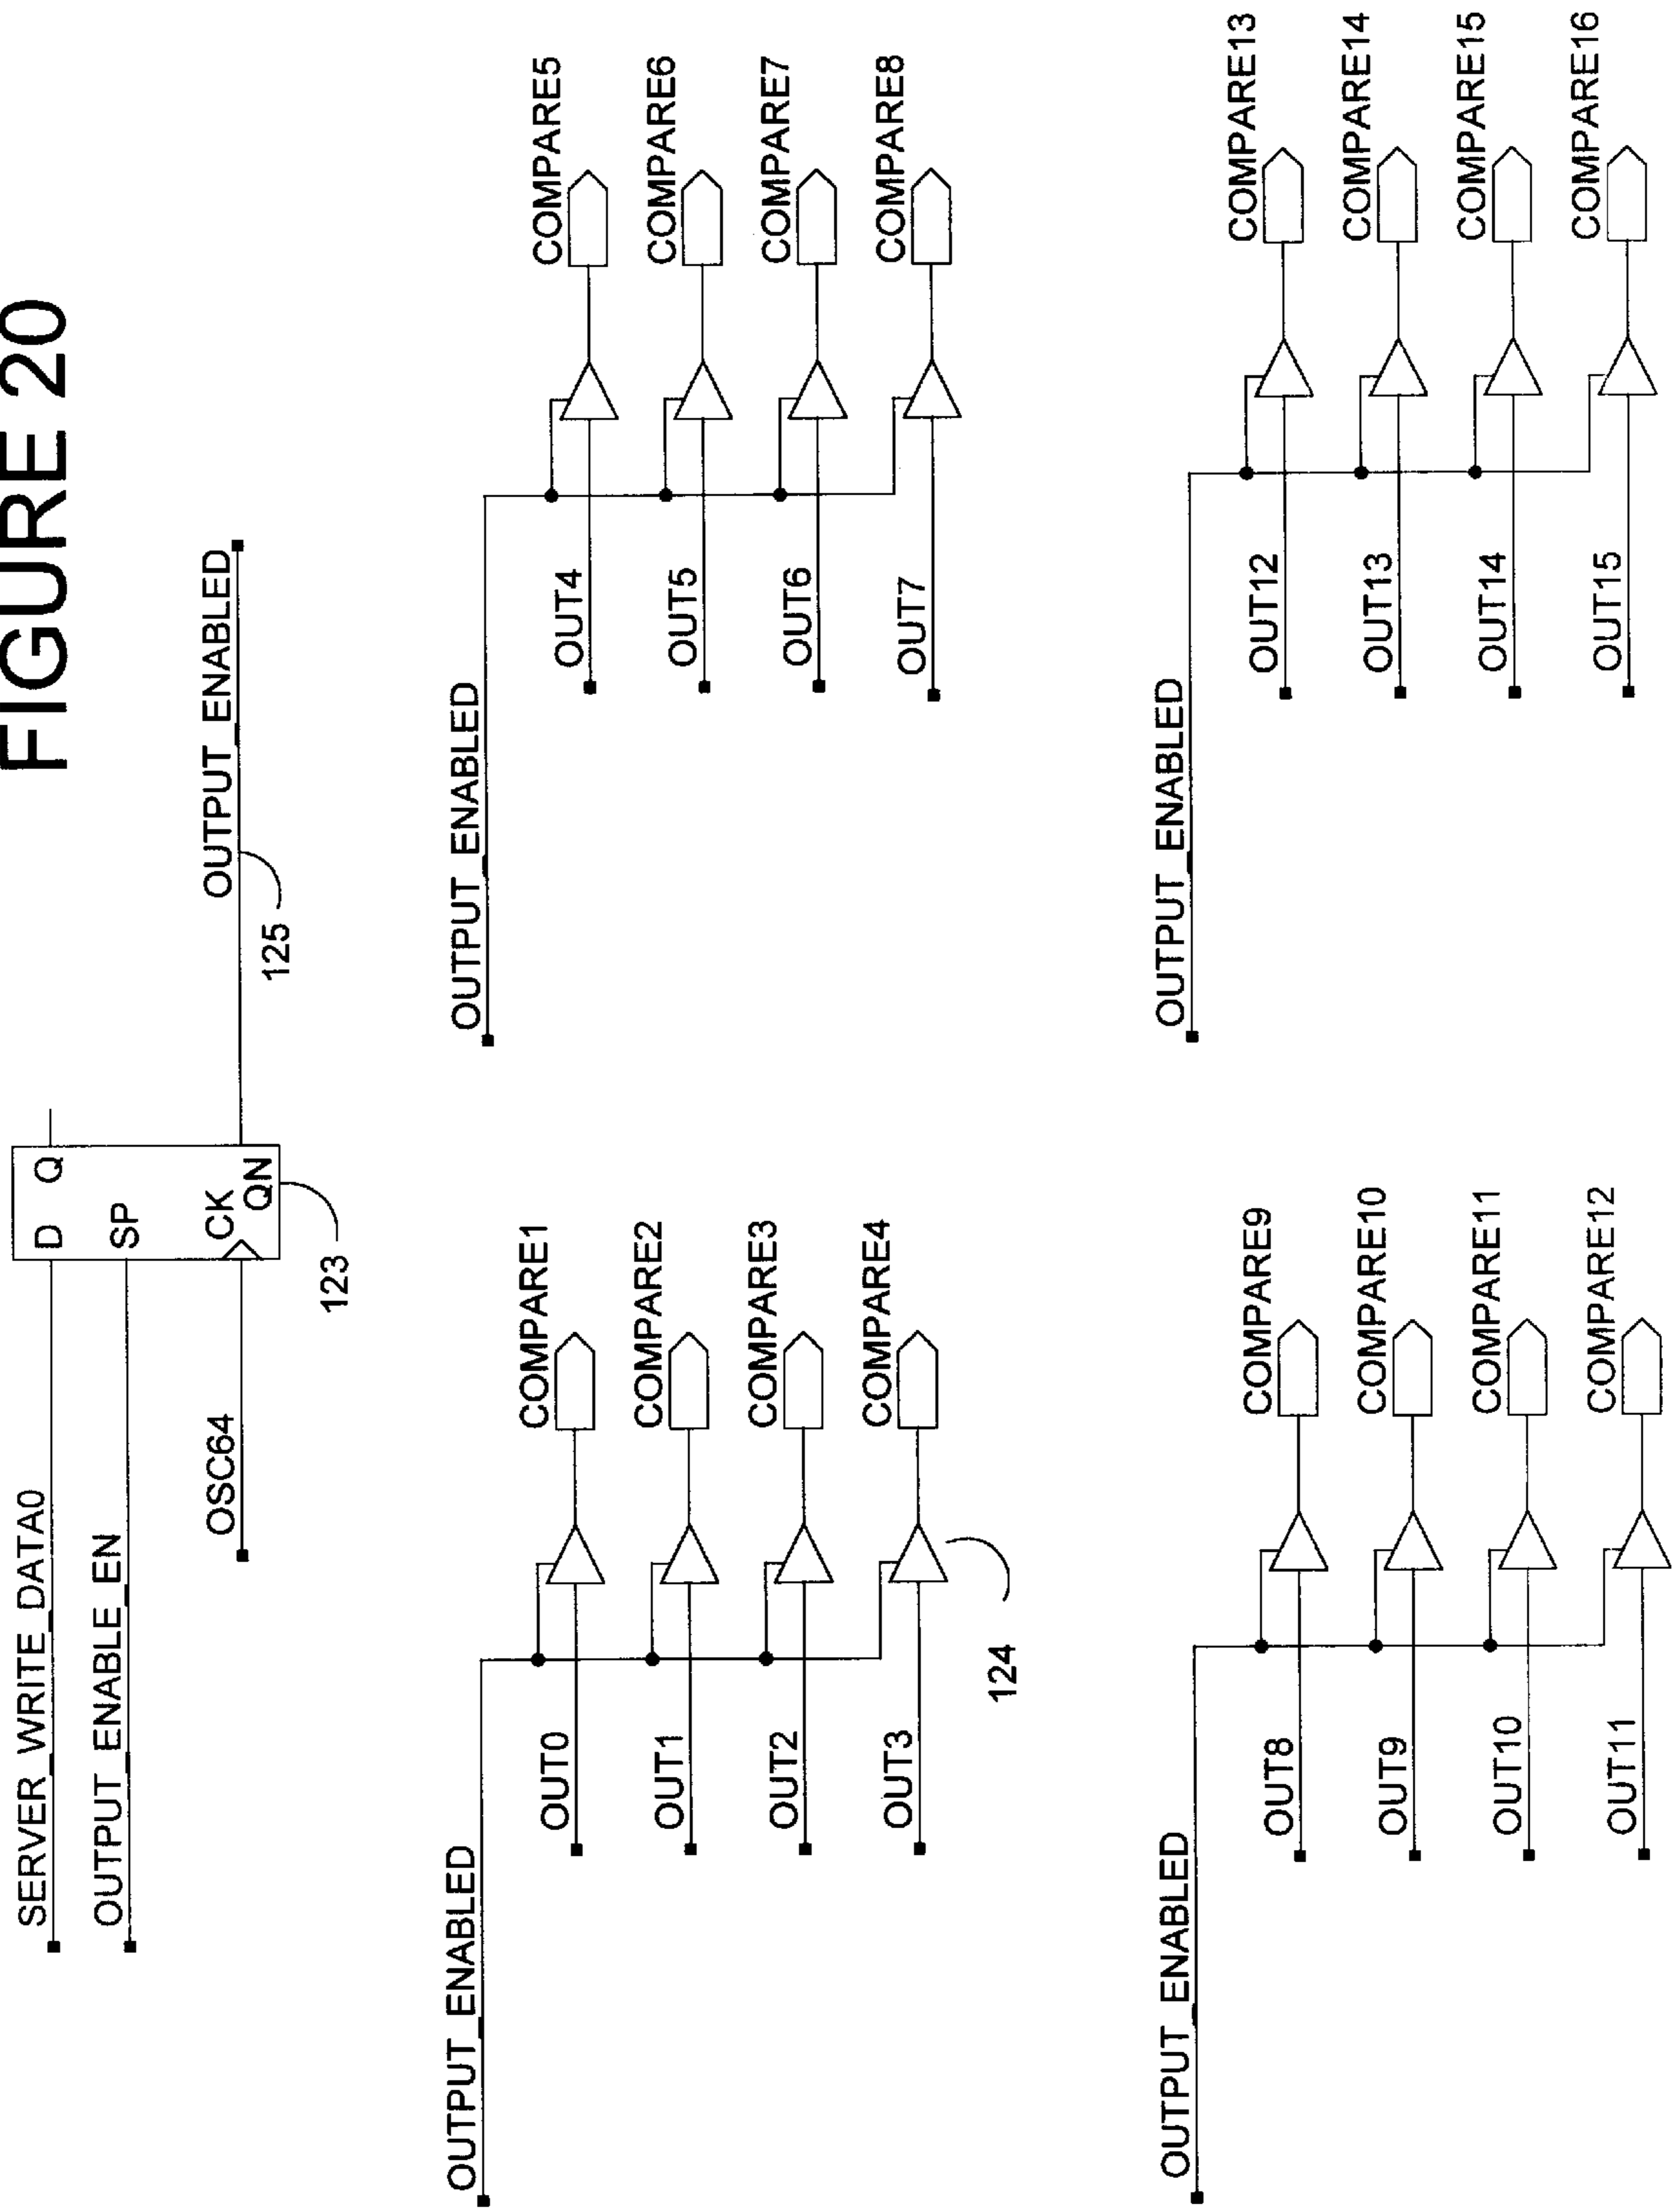 FIGURE 20
SERVER_WRITE_DATA0
OUTPUT_ENABLE_EN
OSC64
D Q
SP
CK
QN
123
OUTPUT_ENABLED
125
OUTPUT_ENABLED
OUT0
COMPARE1
OUT1
COMPARE2
OUT2
COMPARE3
OUT3
COMPARE4
124
OUTPUT_ENABLED
OUT4
COMPARE5
OUT5
COMPARE6
OUT6
COMPARE7
OUT7
COMPARE8
OUTPUT_ENABLED
OUT8
COMPARE9
OUT9
COMPARE10
OUT10
COMPARE11
OUT11
COMPARE12
OUTPUT_ENABLED
OUT12
COMPARE13
OUT13
COMPARE14
OUT14
COMPARE15
OUT15
COMPARE16